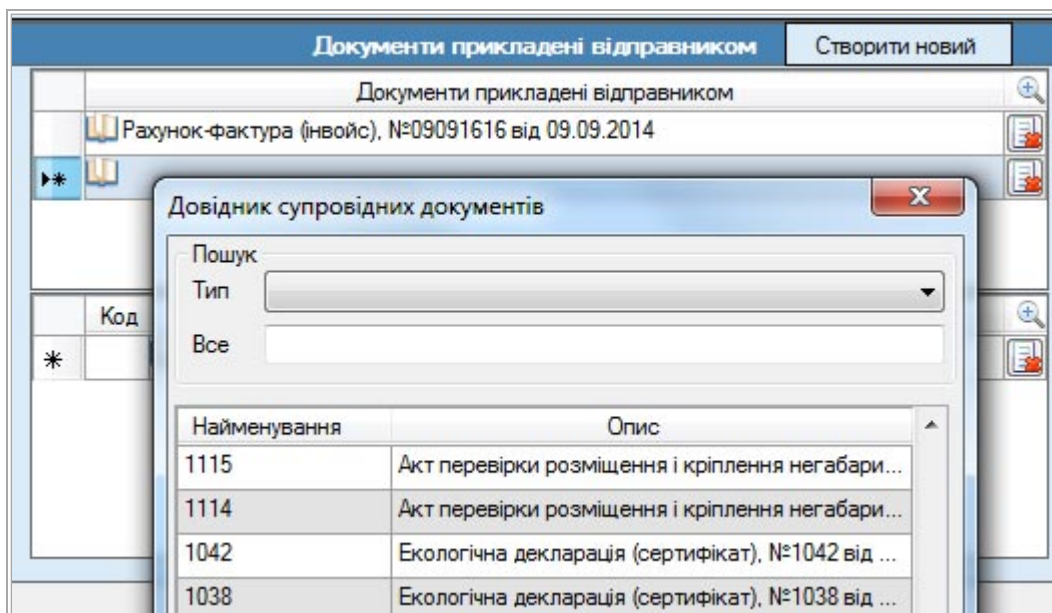 Документи прикладені відправником Створити новий
Документи прикладені відправником
Рахунок-фактура (інвойс), №09091616 від 09.09.2014
Довідник супровідних документів
Пошук
Тип
Код
Все
Найменування Опис
1115 Акт перевірки розміщення і кріплення негабари...
1114 Акт перевірки розміщення і кріплення негабари...
1042 Екологічна декларація (сертифікат), №1042 від ...
1038 Екологічна декларація (сертифікат), №1038 від ...